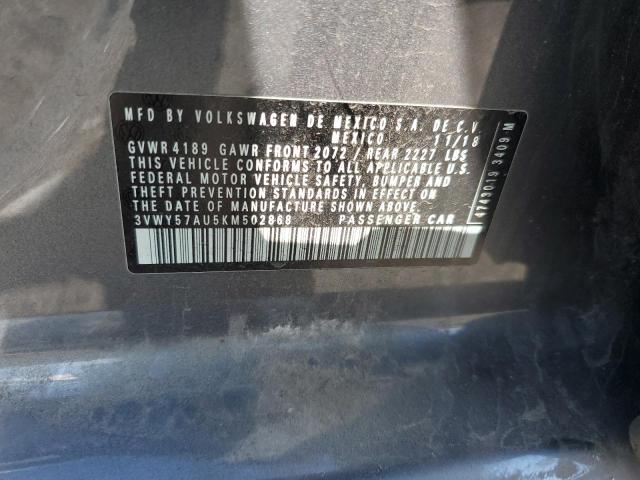 MFD BY VOLKSWAGEN DE MEXICO S.A. DE C.V
MEXICO 11/18
GVWR 4189 GAWR FRONT 2072 / REAR 2227 LBS
THIS VEHICLE CONFORMS TO ALL APPLICABLE U.S.
FEDERAL MOTOR VEHICLE SAFETY, BUMPER AND
THEFT PREVENTION STANDARDS IN EFFECT ON
THE DATE OF MANUFACTURE SHOWN ABOVE.
3VWY57AU5KM502868 PASSENGER CAR
4743019 3409 M